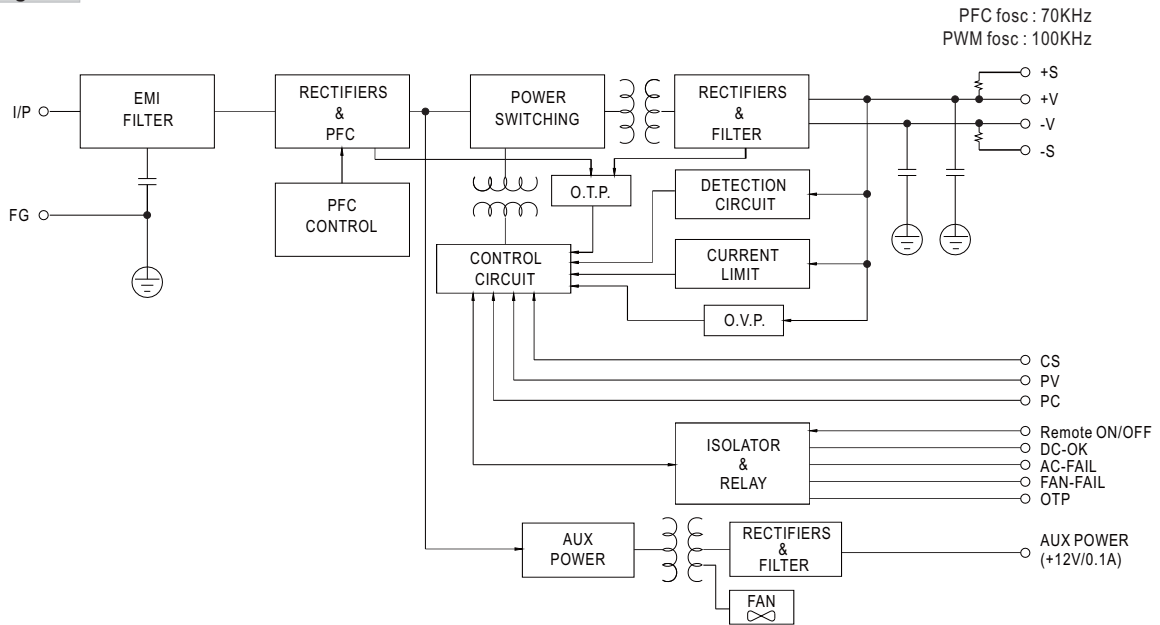 PFC fosc : 70KHz
PWM fosc : 100KHz
I/P
EMI
FILTER
RECTIFIERS
&
PFC
POWER
SWITCHING
RECTIFIERS
&
FILTER
+S
+V
-V
-S
FG
PFC
CONTROL
O.T.P.
DETECTION
CIRCUIT
CONTROL
CIRCUIT
CURRENT
LIMIT
O.V.P.
CS
PV
PC
ISOLATOR
&
RELAY
Remote ON/OFF
DC-OK
AC-FAIL
FAN-FAIL
OTP
AUX
POWER
RECTIFIERS
&
FILTER
AUX POWER
(+12V/0.1A)
FAN